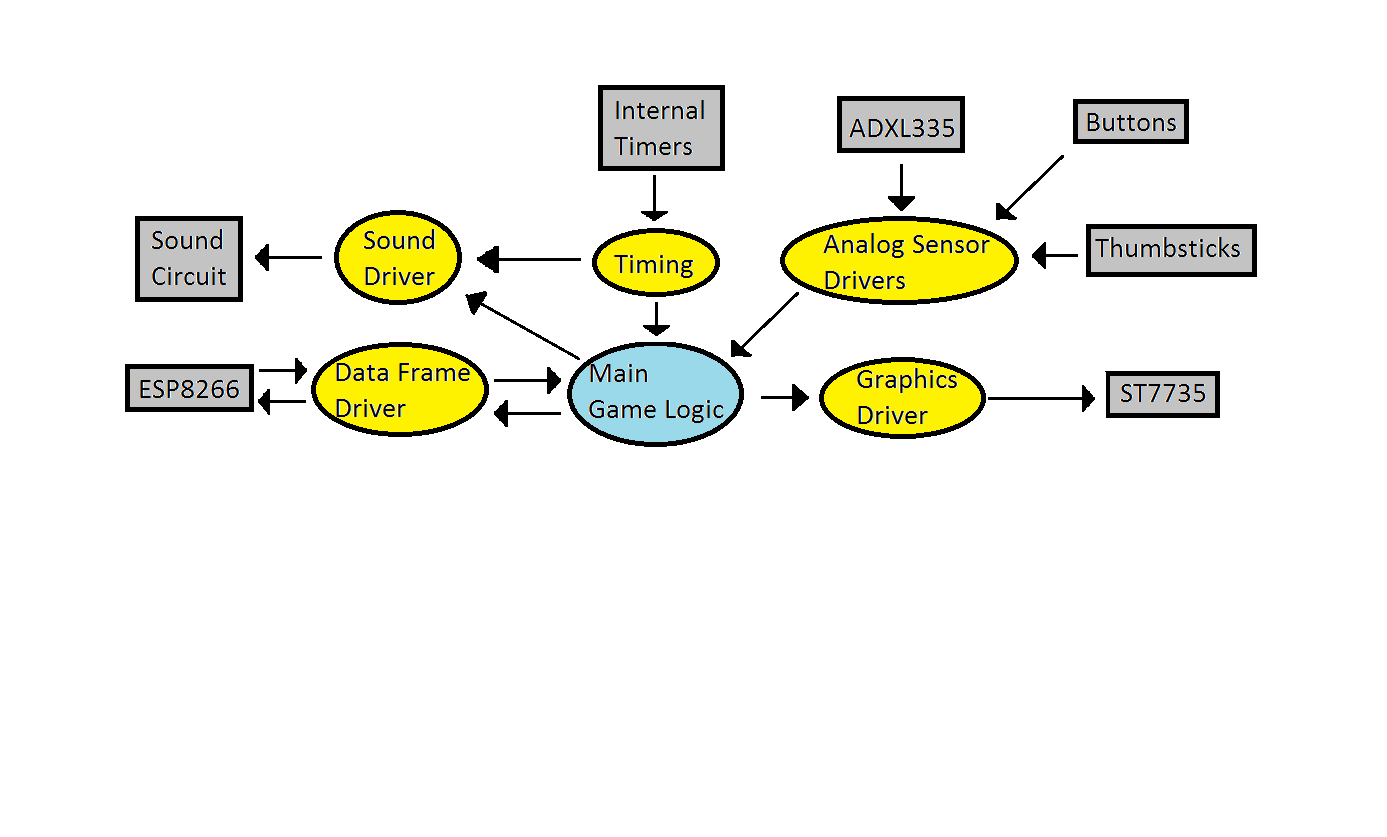 Internal
Timers
ADXL335
Buttons
Sound
Circuit
Sound
Driver
Timing
Analog Sensor
Drivers
Thumbsticks
ESP8266
Data Frame
Driver
Main
Game Logic
Graphics
Driver
ST7735